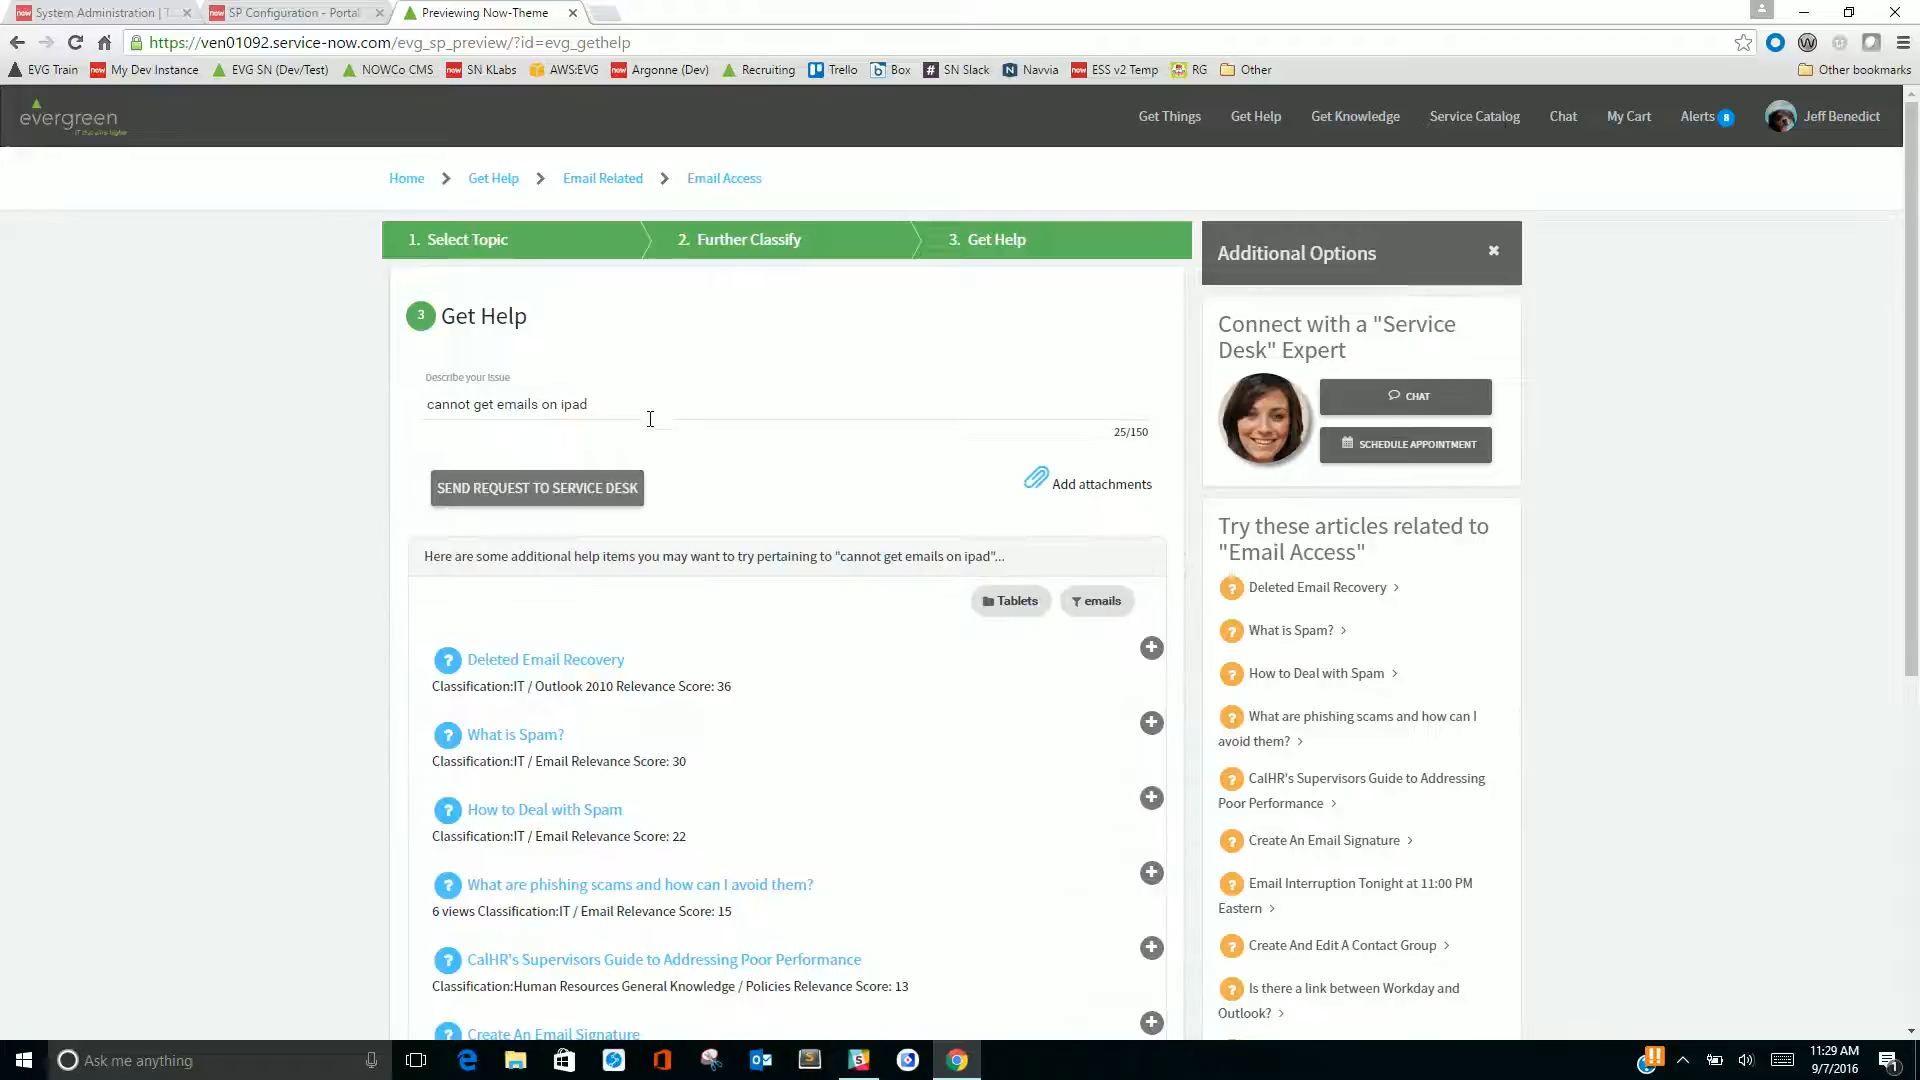 System Administration | T
SP Configuration - Portal
Previewing Now-Theme
https://ven01092.service-now.com/evg_sp_preview/?id=evg_gethelp
EVG Train
My Dev Instance
EVG SN (Dev/Test)
NOWCo CMS
SN KLabs
AWS:EVG
Argonne (Dev)
Recruiting
Trello
Box
SN Slack
Navvia
ESS v2 Temp
RG
Other
Other bookmarks
evergreen
Get Things
Get Help
Get Knowledge
Service Catalog
Chat
My Cart
Alerts 8
Jeff Benedict
Home
Get Help
Email Related
Email Access
1. Select Topic
2. Further Classify
3. Get Help
3 Get Help
Describe your issue
cannot get emails on ipad
25/150
SEND REQUEST TO SERVICE DESK
Add attachments
Here are some additional help items you may want to try pertaining to "cannot get emails on ipad"...
Tablets
emails
Deleted Email Recovery
Classification:IT / Outlook 2010 Relevance Score: 36
What is Spam?
Classification:IT / Email Relevance Score: 30
How to Deal with Spam
Classification:IT / Email Relevance Score: 22
What are phishing scams and how can I avoid them?
6 views Classification:IT / Email Relevance Score: 15
CalHR's Supervisors Guide to Addressing Poor Performance
Classification:Human Resources General Knowledge / Policies Relevance Score: 13
Create An Email Signature
Additional Options
Connect with a "Service
Desk" Expert
CHAT
SCHEDULE APPOINTMENT
Try these articles related to
"Email Access"
Deleted Email Recovery
What is Spam?
How to Deal with Spam
What are phishing scams and how can I
avoid them?
CalHR's Supervisors Guide to Addressing
Poor Performance
Create An Email Signature
Email Interruption Tonight at 11:00 PM
Eastern
Create And Edit A Contact Group
Is there a link between Workday and
Outlook?
Ask me anything
11:29 AM
9/7/2016